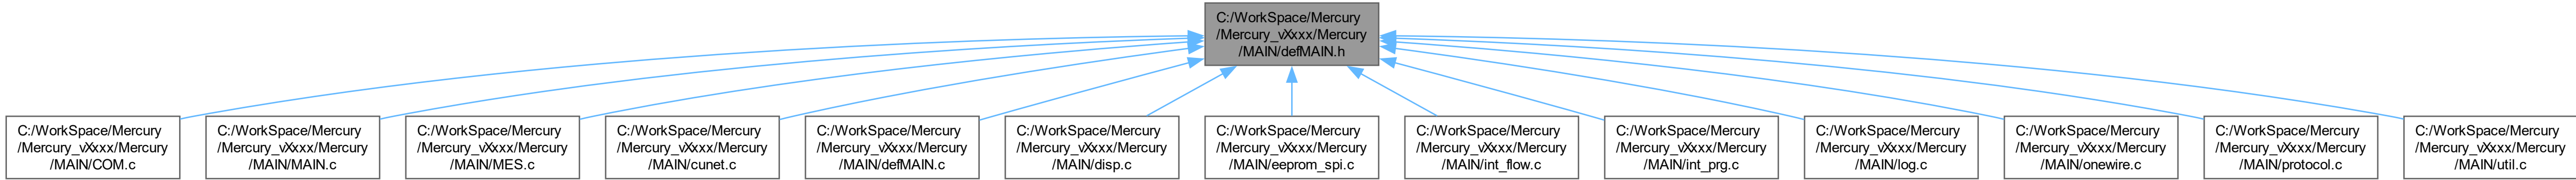 C:/WorkSpace/Mercury
/Mercury_vXxxx/Mercury
/MAIN/defMAIN.h
C:/WorkSpace/Mercury
/Mercury_vXxxx/Mercury
/MAIN/COM.c
C:/WorkSpace/Mercury
/Mercury_vXxxx/Mercury
/MAIN/MAIN.c
C:/WorkSpace/Mercury
/Mercury_vXxxx/Mercury
/MAIN/MES.c
C:/WorkSpace/Mercury
/Mercury_vXxxx/Mercury
/MAIN/cunet.c
C:/WorkSpace/Mercury
/Mercury_vXxxx/Mercury
/MAIN/defMAIN.c
C:/WorkSpace/Mercury
/Mercury_vXxxx/Mercury
/MAIN/disp.c
C:/WorkSpace/Mercury
/Mercury_vXxxx/Mercury
/MAIN/eeprom_spi.c
C:/WorkSpace/Mercury
/Mercury_vXxxx/Mercury
/MAIN/int_flow.c
C:/WorkSpace/Mercury
/Mercury_vXxxx/Mercury
/MAIN/int_prg.c
C:/WorkSpace/Mercury
/Mercury_vXxxx/Mercury
/MAIN/log.c
C:/WorkSpace/Mercury
/Mercury_vXxxx/Mercury
/MAIN/onewire.c
C:/WorkSpace/Mercury
/Mercury_vXxxx/Mercury
/MAIN/protocol.c
C:/WorkSpace/Mercury
/Mercury_vXxxx/Mercury
/MAIN/util.c